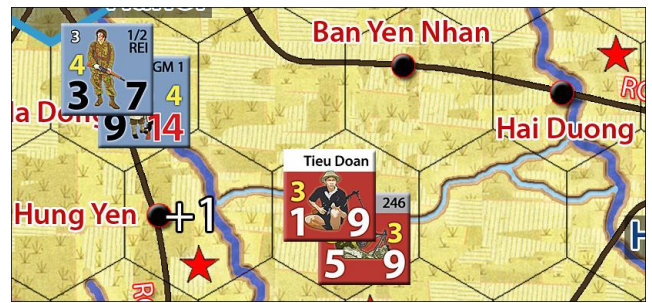 3 1/2
REI
4
3 7
GM 1
4
9 14
Ban Yen Nhan
Hai Duong
Tieu Doan
3
1 9
246
3
5 9
Hung Yen +1